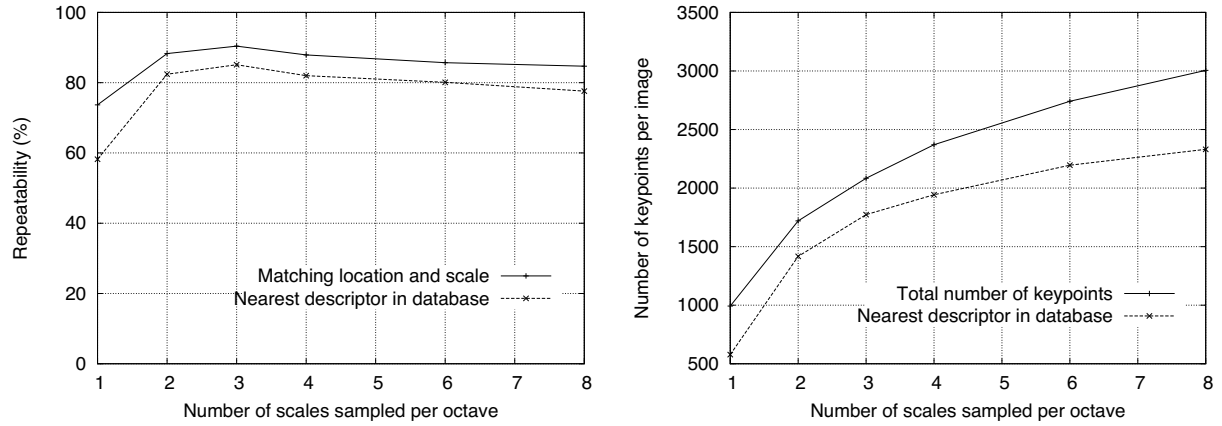 100
80
60
40
20
0
Repeatability (%)
Matching location and scale
Nearest descriptor in database
1 2 3 4 5 6 7 8
Number of scales sampled per octave
3500
3000
2500
2000
1500
1000
500
Number of keypoints per image
Total number of keypoints
Nearest descriptor in database
1 2 3 4 5 6 7 8
Number of scales sampled per octave